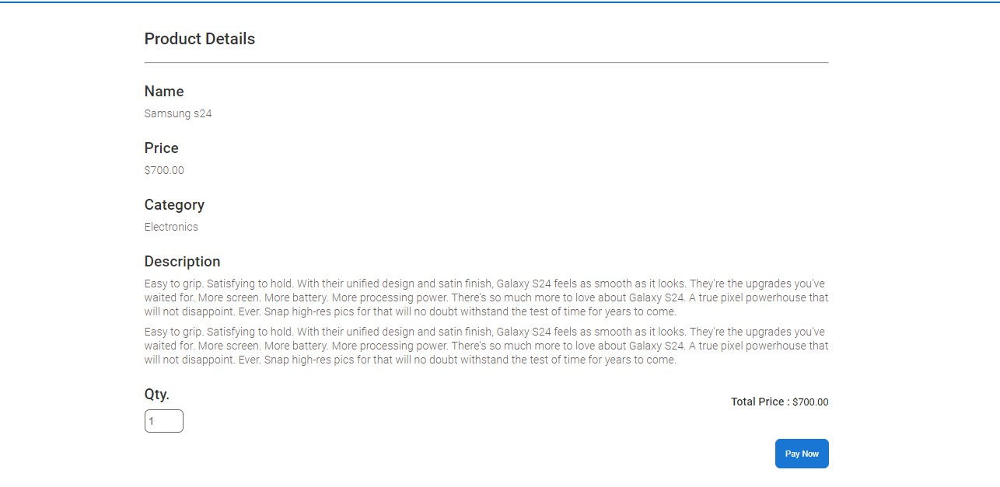 Product Details
Name
Samsung s24
Price
$700.00
Category
Electronics
Description
Easy to grip. Satisfying to hold. With their unified design and satin finish, Galaxy S24 feels as smooth as it looks. They're the upgrades you've
waited for. More screen. More battery. More processing power. There's so much more to love about Galaxy S24. A true pixel powerhouse that
will not disappoint. Ever. Snap high-res pics for that will no doubt withstand the test of time for years to come.
Easy to grip. Satisfying to hold. With their unified design and satin finish, Galaxy S24 feels as smooth as it looks. They're the upgrades you've
waited for. More screen. More battery. More processing power. There's so much more to love about Galaxy S24. A true pixel powerhouse that
will not disappoint. Ever. Snap high-res pics for that will no doubt withstand the test of time for years to come.
Qty.
Total Price : $700.00
1
Pay Now